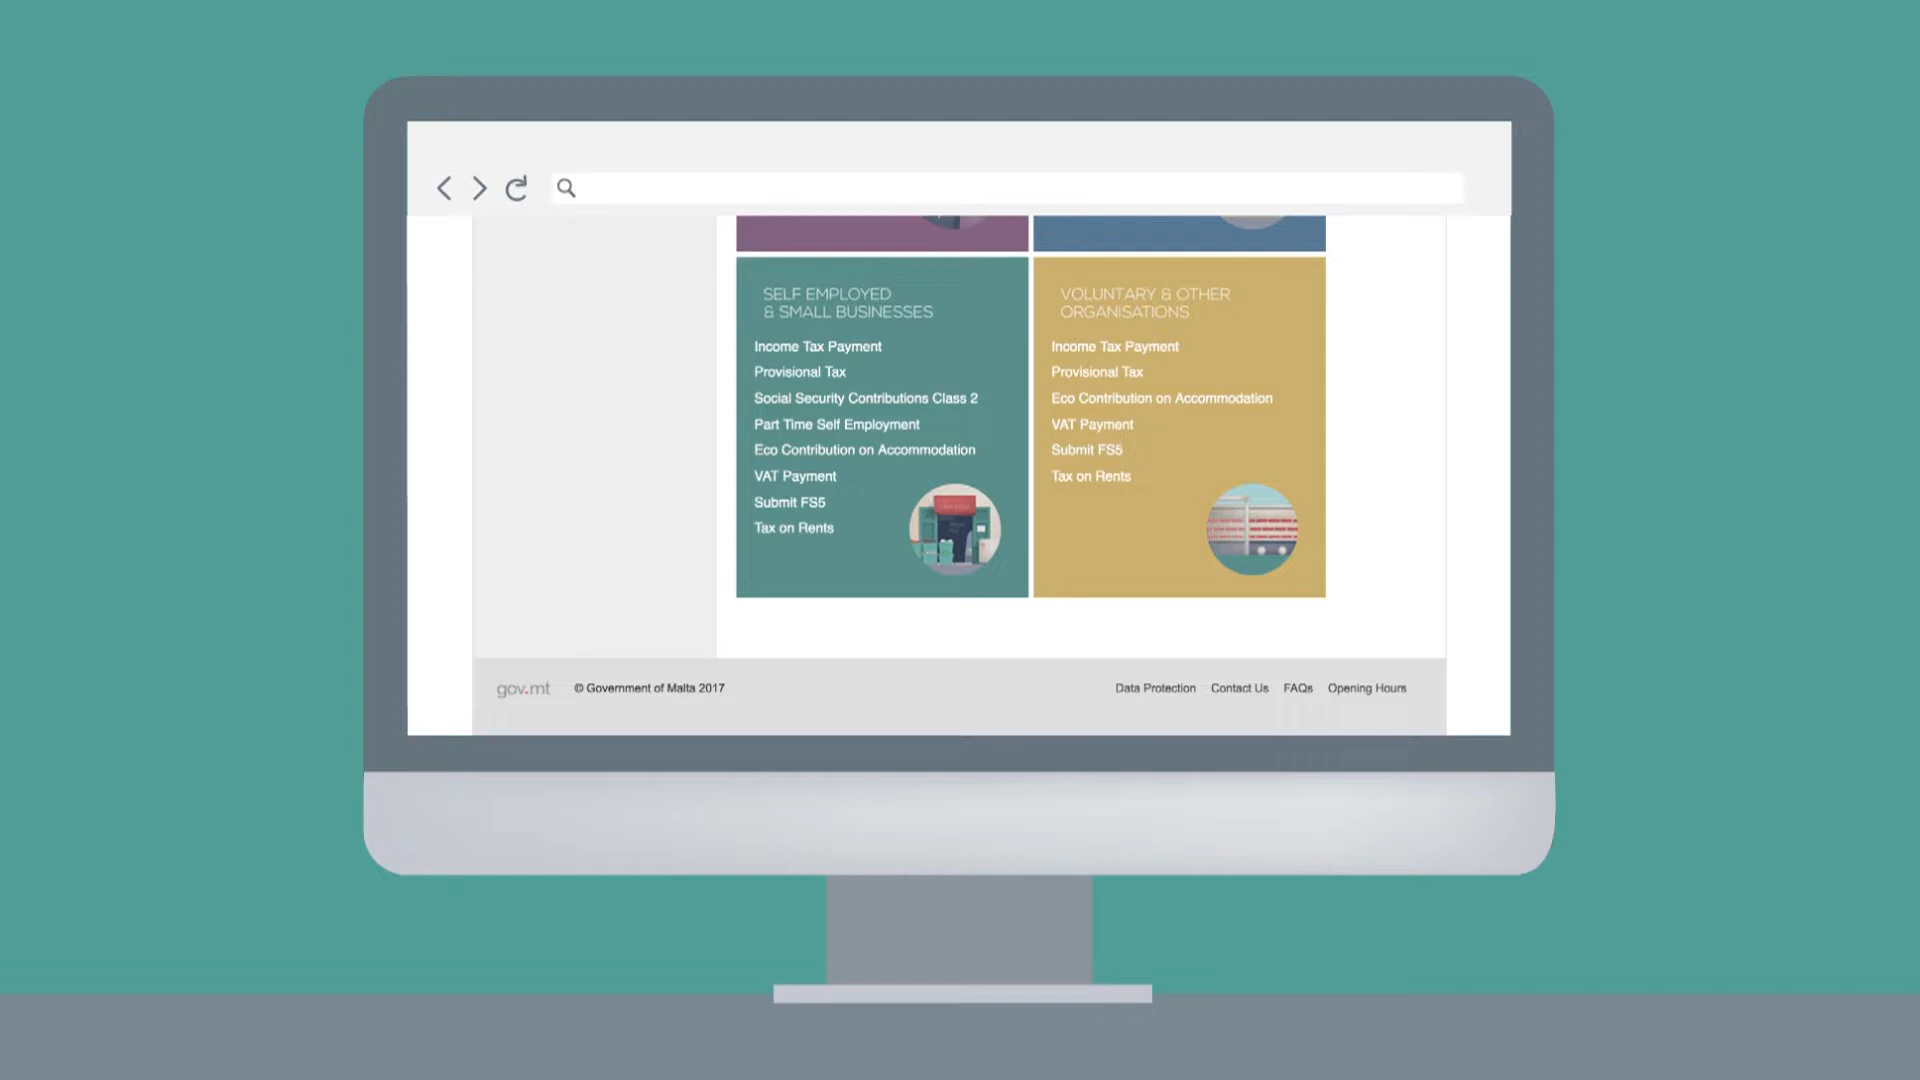 SELF EMPLOYED
& SMALL BUSINESSES
Income Tax Payment
Provisional Tax
Social Security Contributions Class 2
Part Time Self Employment
Eco Contribution on Accommodation
VAT Payment
Submit FS5
Tax on Rents
VOLUNTARY & OTHER
ORGANISATIONS
Income Tax Payment
Provisional Tax
Eco Contribution on Accommodation
VAT Payment
Submit FS5
Tax on Rents
gov.mt © Government of Malta 2017 Data Protection Contact Us FAQs Opening Hours